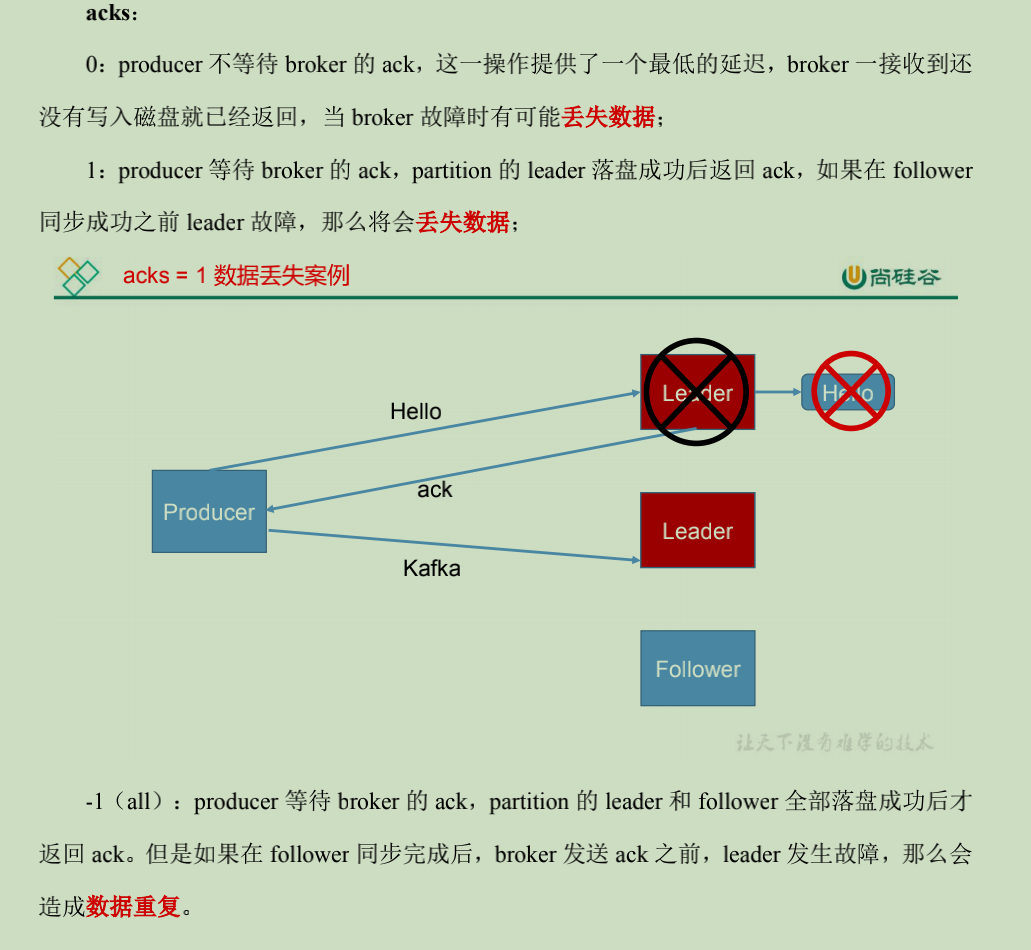 acks：
0：producer 不等待 broker 的 ack，这一操作提供了一个最低的延迟，broker 一接收到还
没有写入磁盘就已经返回，当 broker 故障时有可能丢失数据；
1：producer 等待 broker 的 ack，partition 的 leader 落盘成功后返回 ack，如果在 follower
同步成功之前 leader 故障，那么将会丢失数据；
acks = 1 数据丢失案例
尚硅谷
Leader
Hello
Hello
ack
Producer
Leader
Kafka
Follower
让天下没有难学的技术
-1（all）：producer 等待 broker 的 ack，partition 的 leader 和 follower 全部落盘成功后才
返回 ack。但是如果在 follower 同步完成后，broker 发送 ack 之前，leader 发生故障，那么会
造成数据重复。